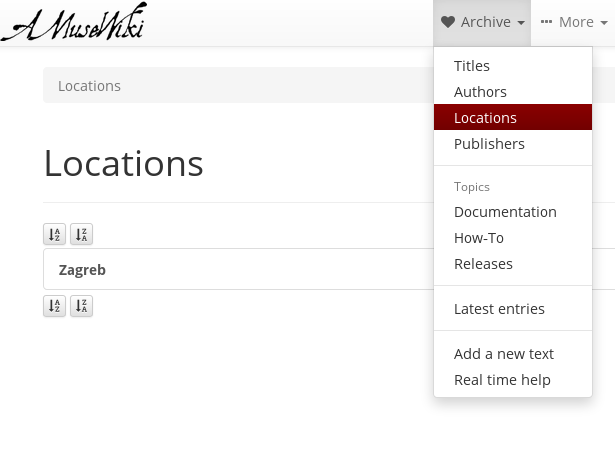 A MuseWiki
Archive
More
Locations
Locations
Zagreb
Titles
Authors
Locations
Publishers
Topics
Documentation
How-To
Releases
Latest entries
Add a new text
Real time help